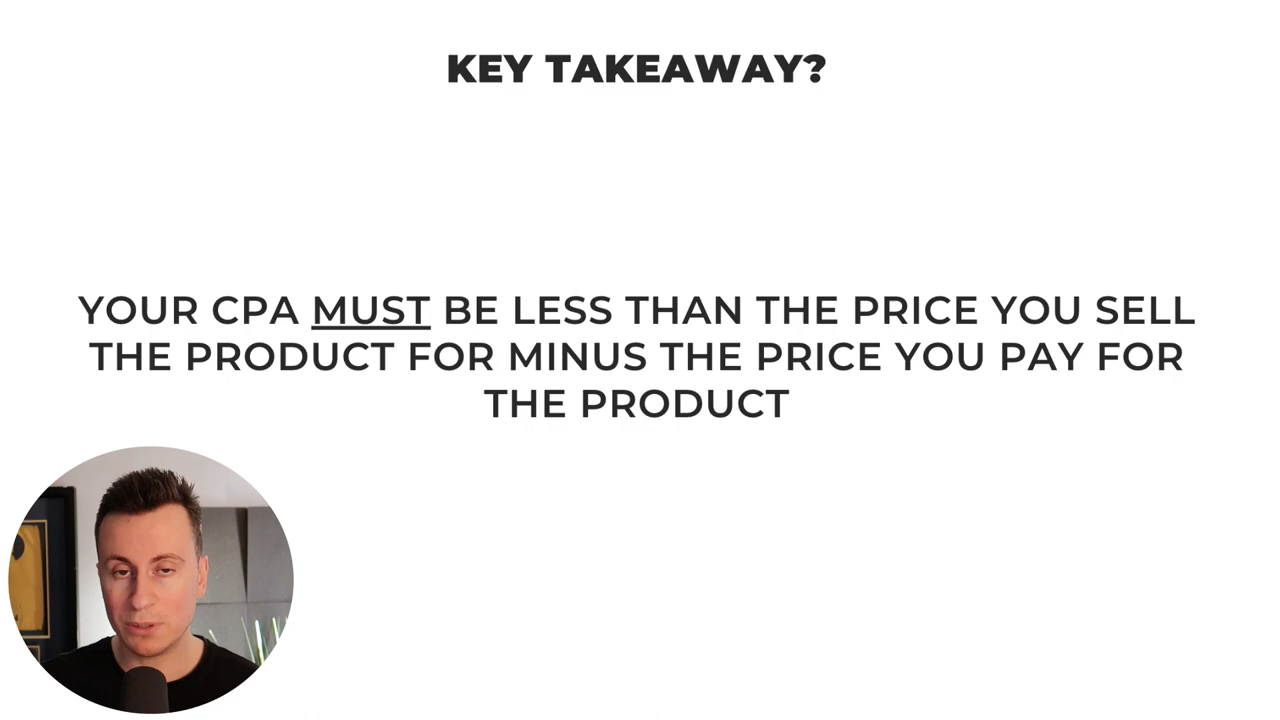 KEY TAKEAWAY?
YOUR CPA MUST BE LESS THAN THE PRICE YOU SELL
THE PRODUCT FOR MINUS THE PRICE YOU PAY FOR
THE PRODUCT